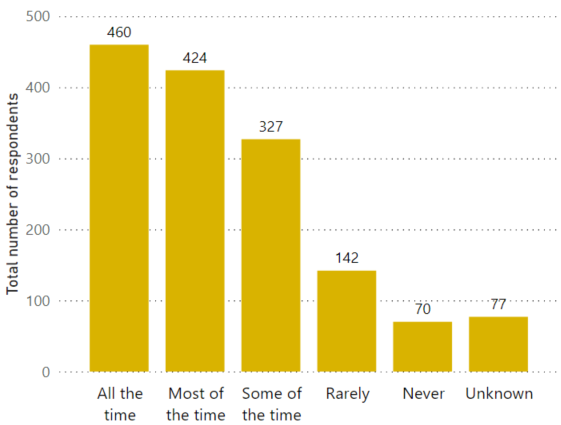 Total number of respondents
500
400
300
200
100
0
460
424
327
142
70
77
All the
time
Most of
the time
Some of
the time
Rarely
Never
Unknown